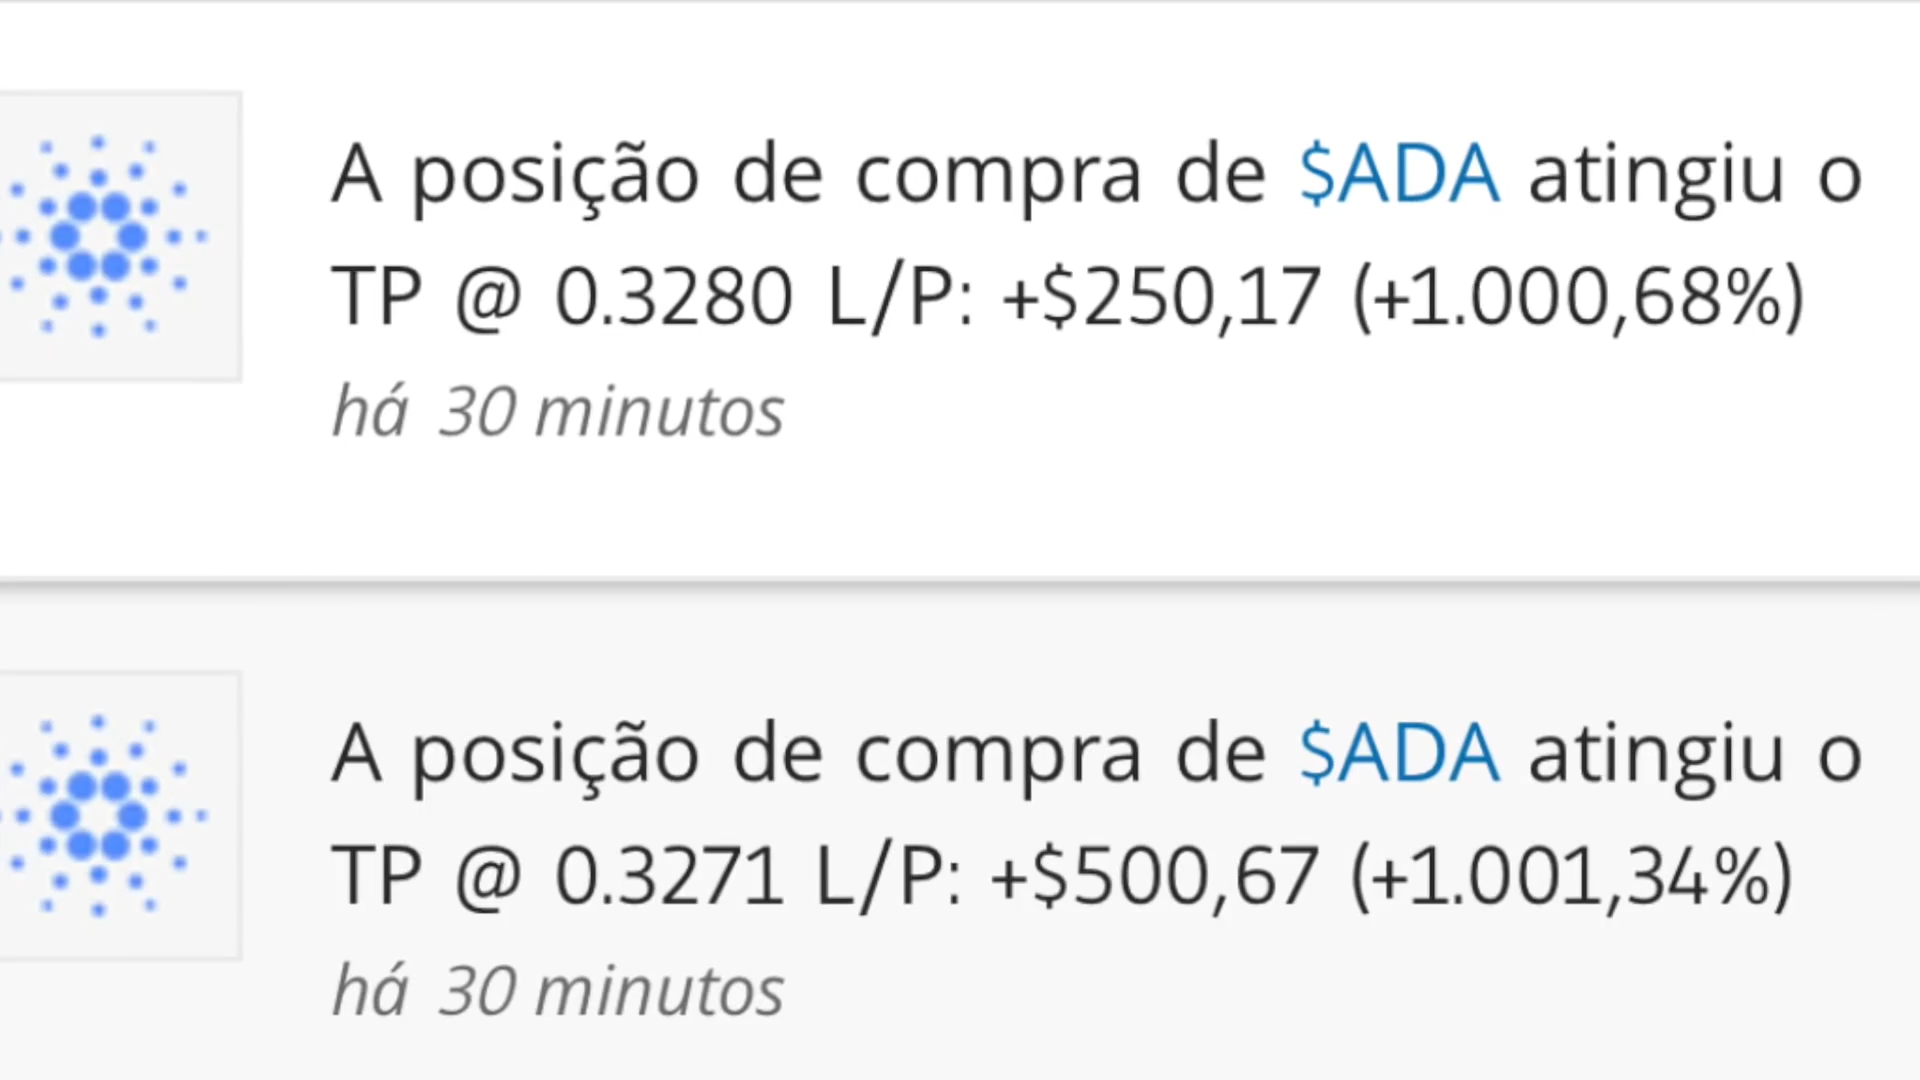 A posição de compra de $ADA atingiu o
TP @ 0.3280 L/P: +$250,17 (+1.000,68%)
há 30 minutos
A posição de compra de $ADA atingiu o
TP @ 0.3271 L/P: +$500,67 (+1.001,34%)
há 30 minutos